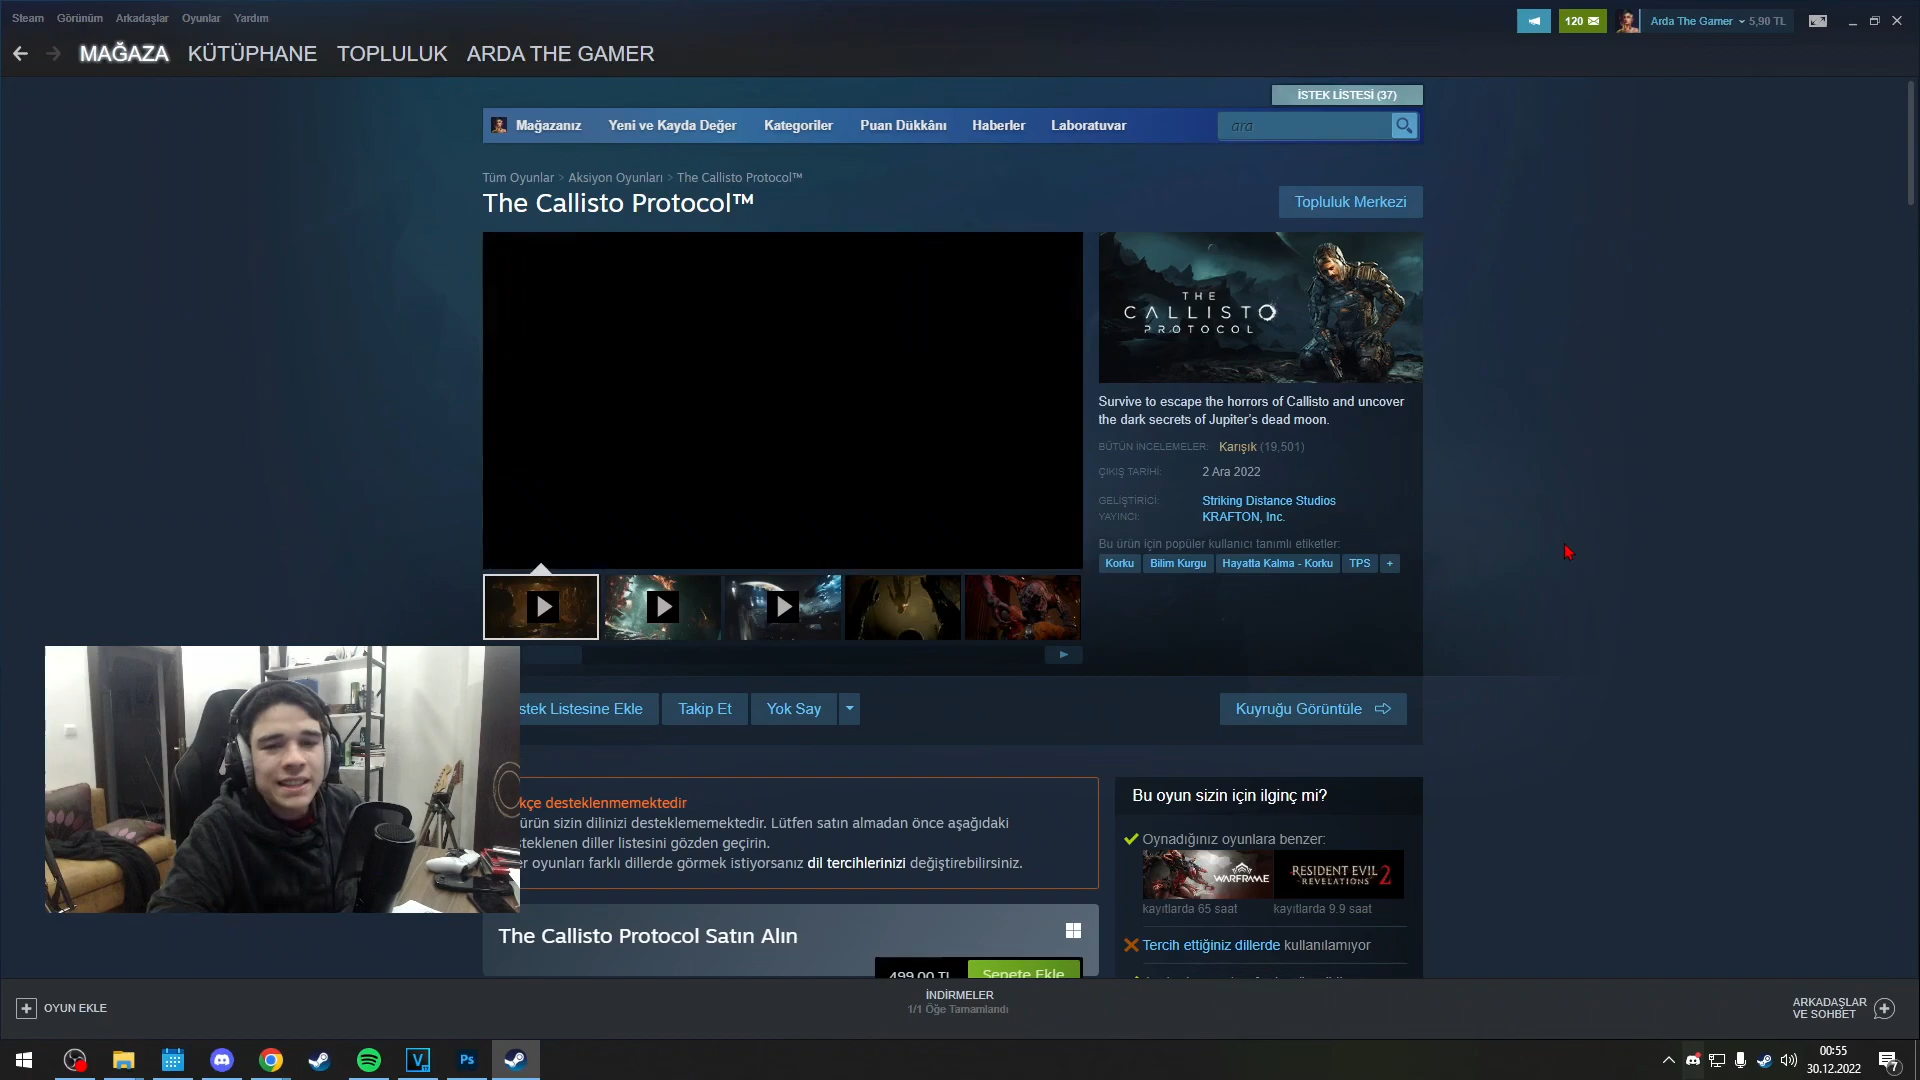 Steam Görünüm Arkadaşlar Oyunlar Yardım
120
Arda The Gamer 5,90 TL
MAĞAZA KÜTÜPHANE TOPLULUK ARDA THE GAMER
İSTEK LİSTESİ (37)
Mağazanız Yeni ve Kayda Değer Kategoriler Puan Dükkânı Haberler Laboratuvar ara
Tüm Oyunlar > Aksiyon Oyunları > The Callisto Protocol™
The Callisto Protocol™
Topluluk Merkezi
THE
CALLISTO
PROTOCOL
Survive to escape the horrors of Callisto and uncover
the dark secrets of Jupiter's dead moon.
BÜTÜN İNCELEMELER: Karışık (19,501)
ÇIKIŞ TARİHİ: 2 Ara 2022
GELİŞTİRİCİ: Striking Distance Studios
YAYINCI: KRAFTON, Inc.
Bu ürün için popüler kullanıcı tanımlı etiketler:
Korku Bilim Kurgu Hayatta Kalma - Korku TPS +
stek Listesine Ekle Takip Et Yok Say Kuyruğu Görüntüle
kçe desteklenmemektedir
ürün sizin dilinizi desteklememektedir. Lütfen satın almadan önce aşağıdaki
teklenen diller listesini gözden geçirin.
er oyunları farklı dillerde görmek istiyorsanız dil tercihlerinizi değiştirebilirsiniz.
Bu oyun sizin için ilginç mi?
Oynadığınız oyunlara benzer:
WARFRAME
RESIDENT EVIL
REVELATIONS 2
kayıtlarda 65 saat kayıtlarda 9.9 saat
Tercih ettiğiniz dillerde kullanılamıyor
The Callisto Protocol Satın Alın
499,00 TL Sepete Ekle
OYUN EKLE
İNDİRMELER
1/1 Öğe Tamamlandı
ARKADAŞLAR
VE SOHBET
V
Ps
00:55
30.12.2022
7